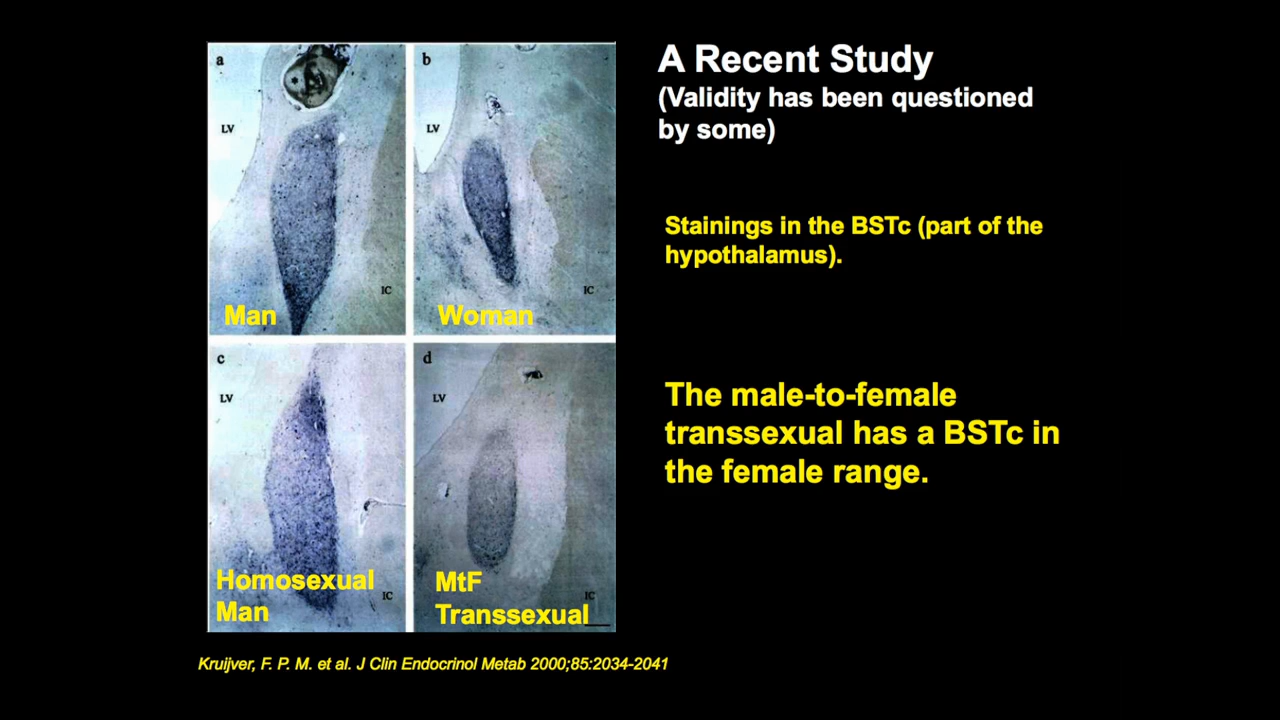 A Recent Study
(Validity has been questioned
by some)
a
LV
IC
Man
b
LV
IC
Woman
Stainings in the BSTc (part of the
hypothalamus).
c
LV
IC
Homosexual
Man
d
LV
IC
MtF
Transsexual
The male-to-female
transsexual has a BSTc in
the female range.
Kruijver, F. P. M. et al. J Clin Endocrinol Metab 2000;85:2034-2041